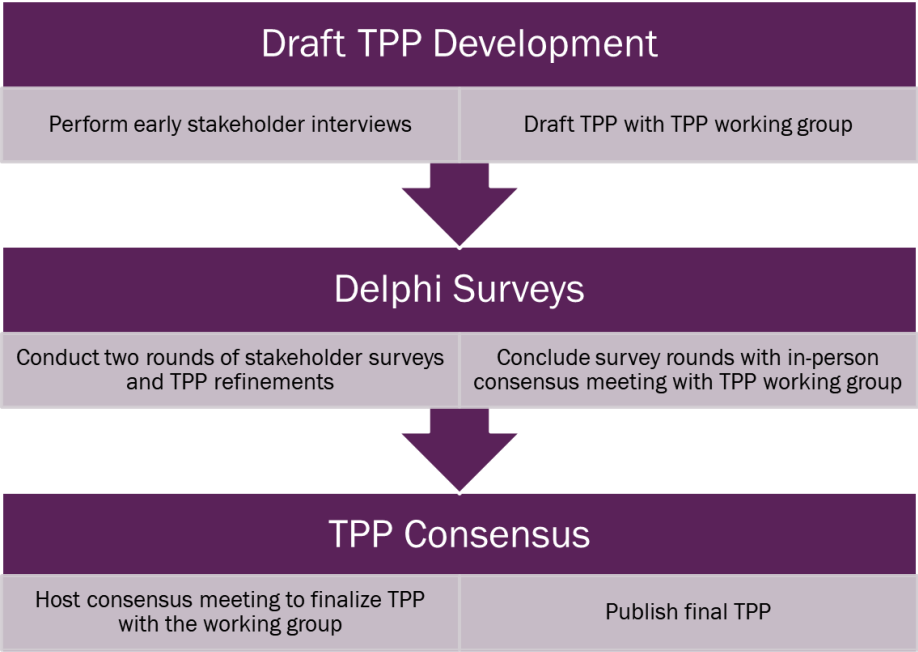 Draft TPP Development
Perform early stakeholder interviews
Draft TPP with TPP working group
Delphi Surveys
Conduct two rounds of stakeholder surveys
and TPP refinements
Conclude survey rounds with in-person
consensus meeting with TPP working group
TPP Consensus
Host consensus meeting to finalize TPP
with the working group
Publish final TPP